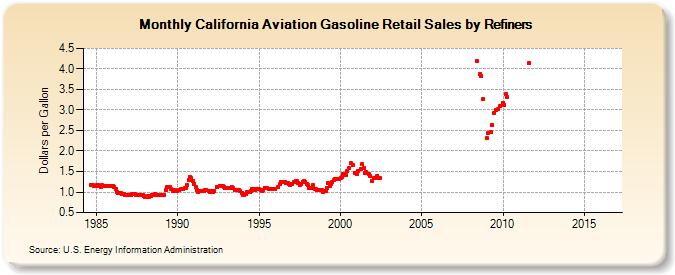 Monthly California Aviation Gasoline Retail Sales by Refiners
Dollars per Gallon
4.5
4.0
3.5
3.0
2.5
2.0
1.5
1.0
0.5
1985 1990 1995 2000 2005 2010 2015
Source: U.S. Energy Information Administration